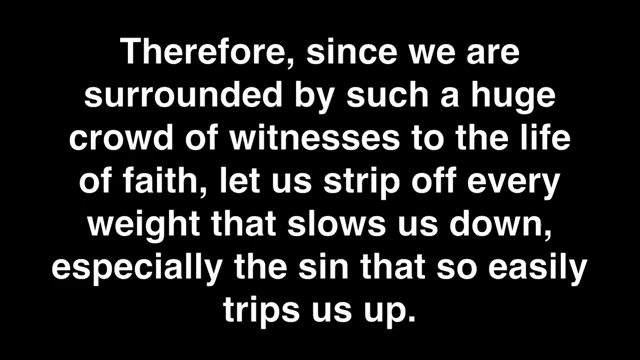 Therefore, since we are
surrounded by such a huge
crowd of witnesses to the life
of faith, let us strip off every
weight that slows us down,
especially the sin that so easily
trips us up.